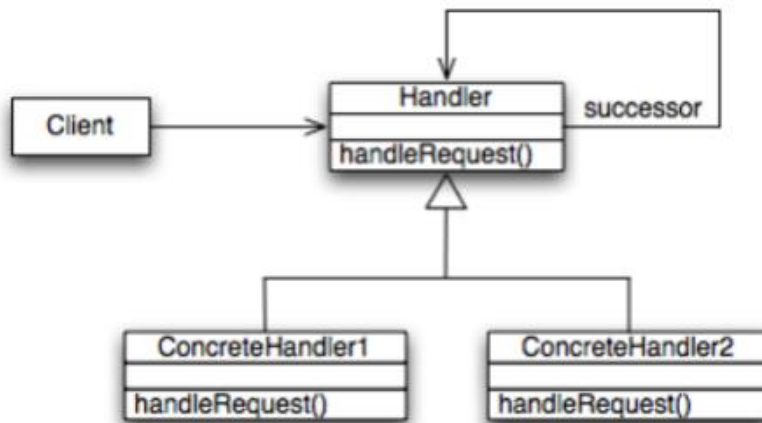 Handler
successor
Client
handleRequest()
ConcreteHandler1
ConcreteHandler2
handleRequest()
handleRequest()